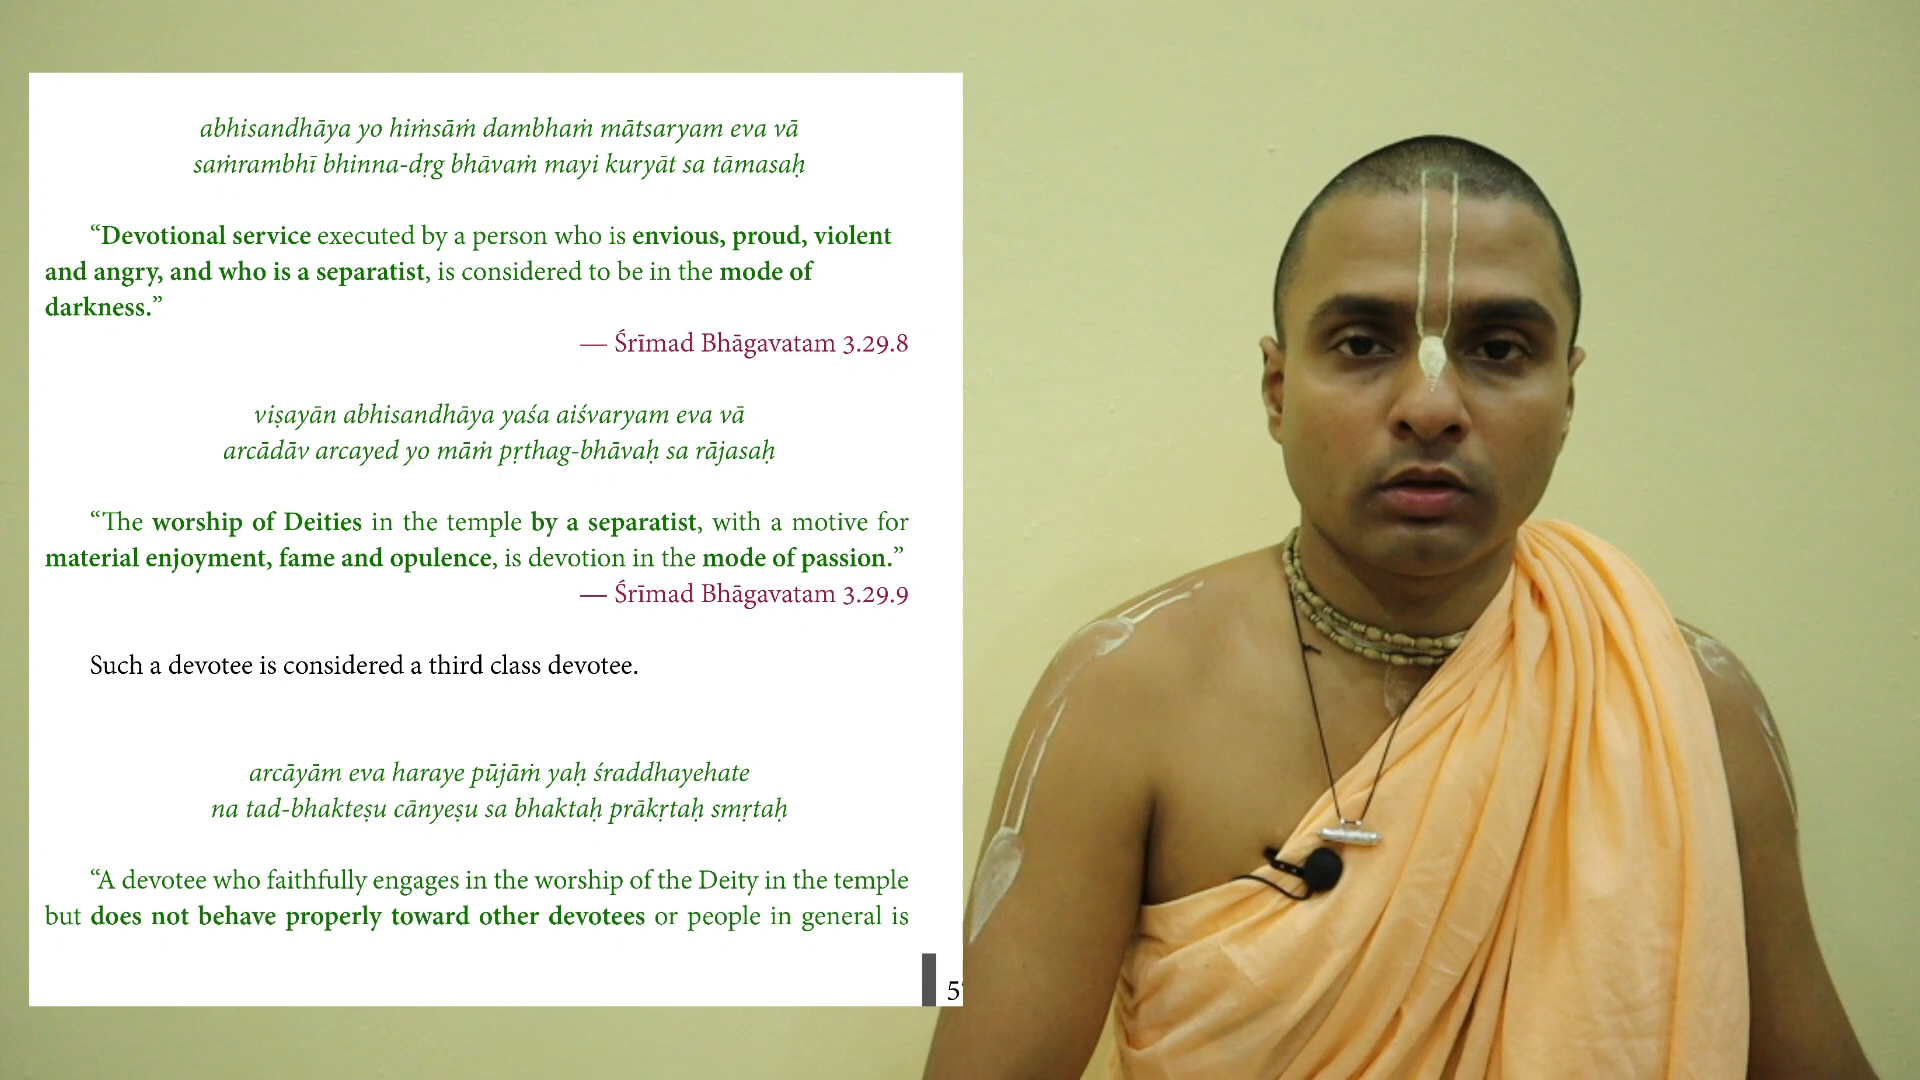 abhisandhāya yo hiṁsāṁ dambhaṁ mātsaryam eva vā
saṁrambhī bhinna-dṛg bhāvaṁ mayi kuryāt sa tāmasaḥ
“Devotional service executed by a person who is envious, proud, violent
and angry, and who is a separatist, is considered to be in the mode of
darkness.”
— Śrīmad Bhāgavatam 3.29.8
viṣayān abhisandhāya yaśa aiśvaryam eva vā
arcādāv arcayed yo māṁ pṛthag-bhāvaḥ sa rājasaḥ
“The worship of Deities in the temple by a separatist, with a motive for
material enjoyment, fame and opulence, is devotion in the mode of passion.”
— Śrīmad Bhāgavatam 3.29.9
Such a devotee is considered a third class devotee.
arcāyām eva haraye pūjāṁ yaḥ śraddhayehate
na tad-bhakteṣu cānyeṣu sa bhaktaḥ prākṛtaḥ smṛtaḥ
“A devotee who faithfully engages in the worship of the Deity in the temple
but does not behave properly toward other devotees or people in general is